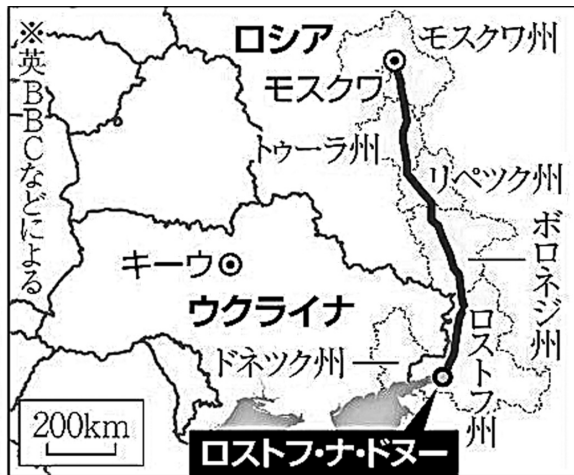 ※英BBCなどによる
ロシア
モスクワ州
モスクワ
トゥーラ州
リペツク州
ボロネジ州
キーウ
ウクライナ
ロストフ州
ドネツク州
200km
ロストフ・ナ・ドヌー